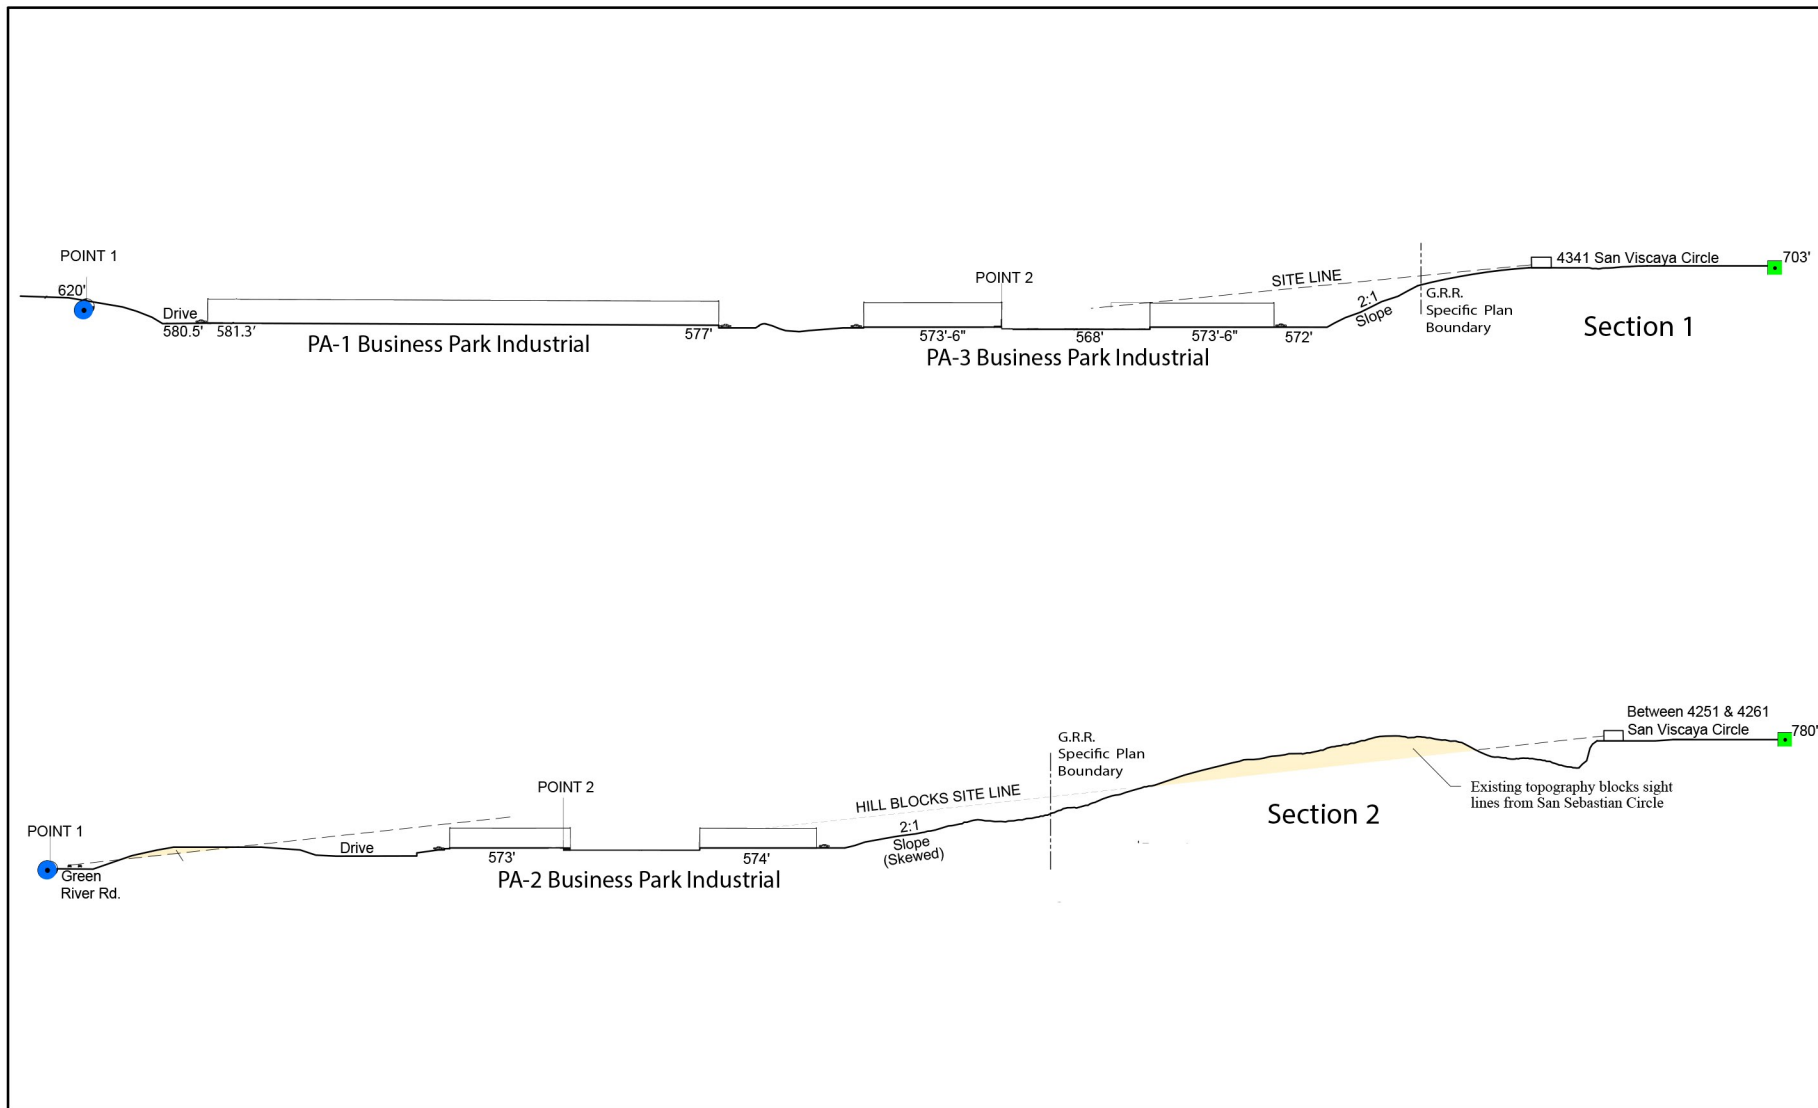 POINT 1
620'
Drive
580.5' 581.3'
PA-1 Business Park Industrial
577'
POINT 2
573'-6"
568'
573'-6"
572'
PA-3 Business Park Industrial
SITE LINE
2:1
Slope
G.R.R.
Specific Plan
Boundary
4341 San Viscaya Circle
703'
Section 1
POINT 1
Green
River Rd.
Drive
POINT 2
573'
574'
PA-2 Business Park Industrial
HILL BLOCKS SITE LINE
2:1
Slope
(Skewed)
G.R.R.
Specific Plan
Boundary
Between 4251 & 4261
San Viscaya Circle
780'
Existing topography blocks sight
lines from San Sebastian Circle
Section 2